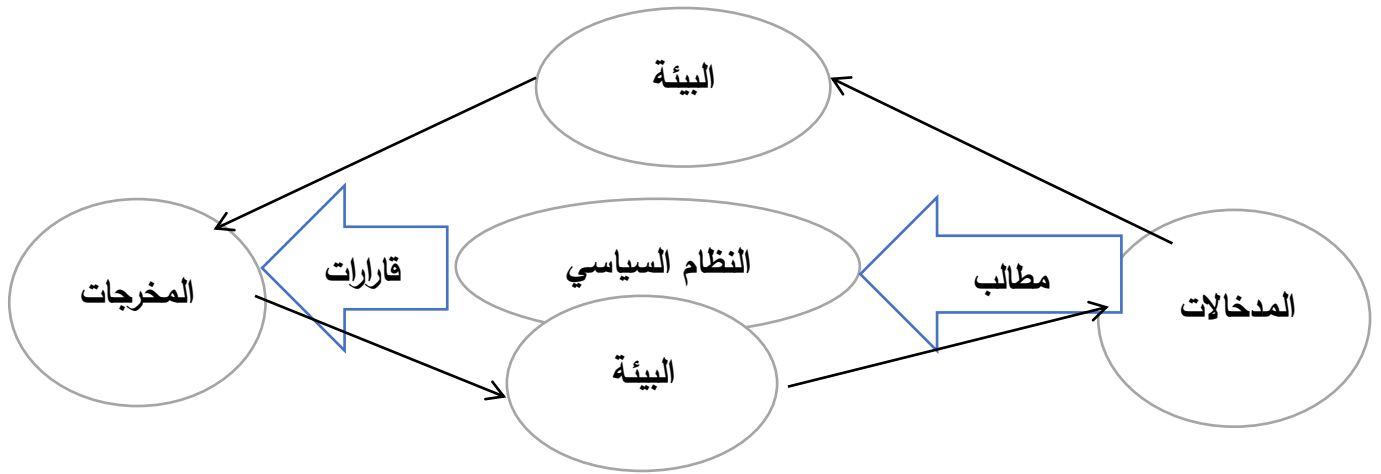 البيئة
المدخالات
مطالب
النظام السياسي
قارارات
المخرجات
البيئة